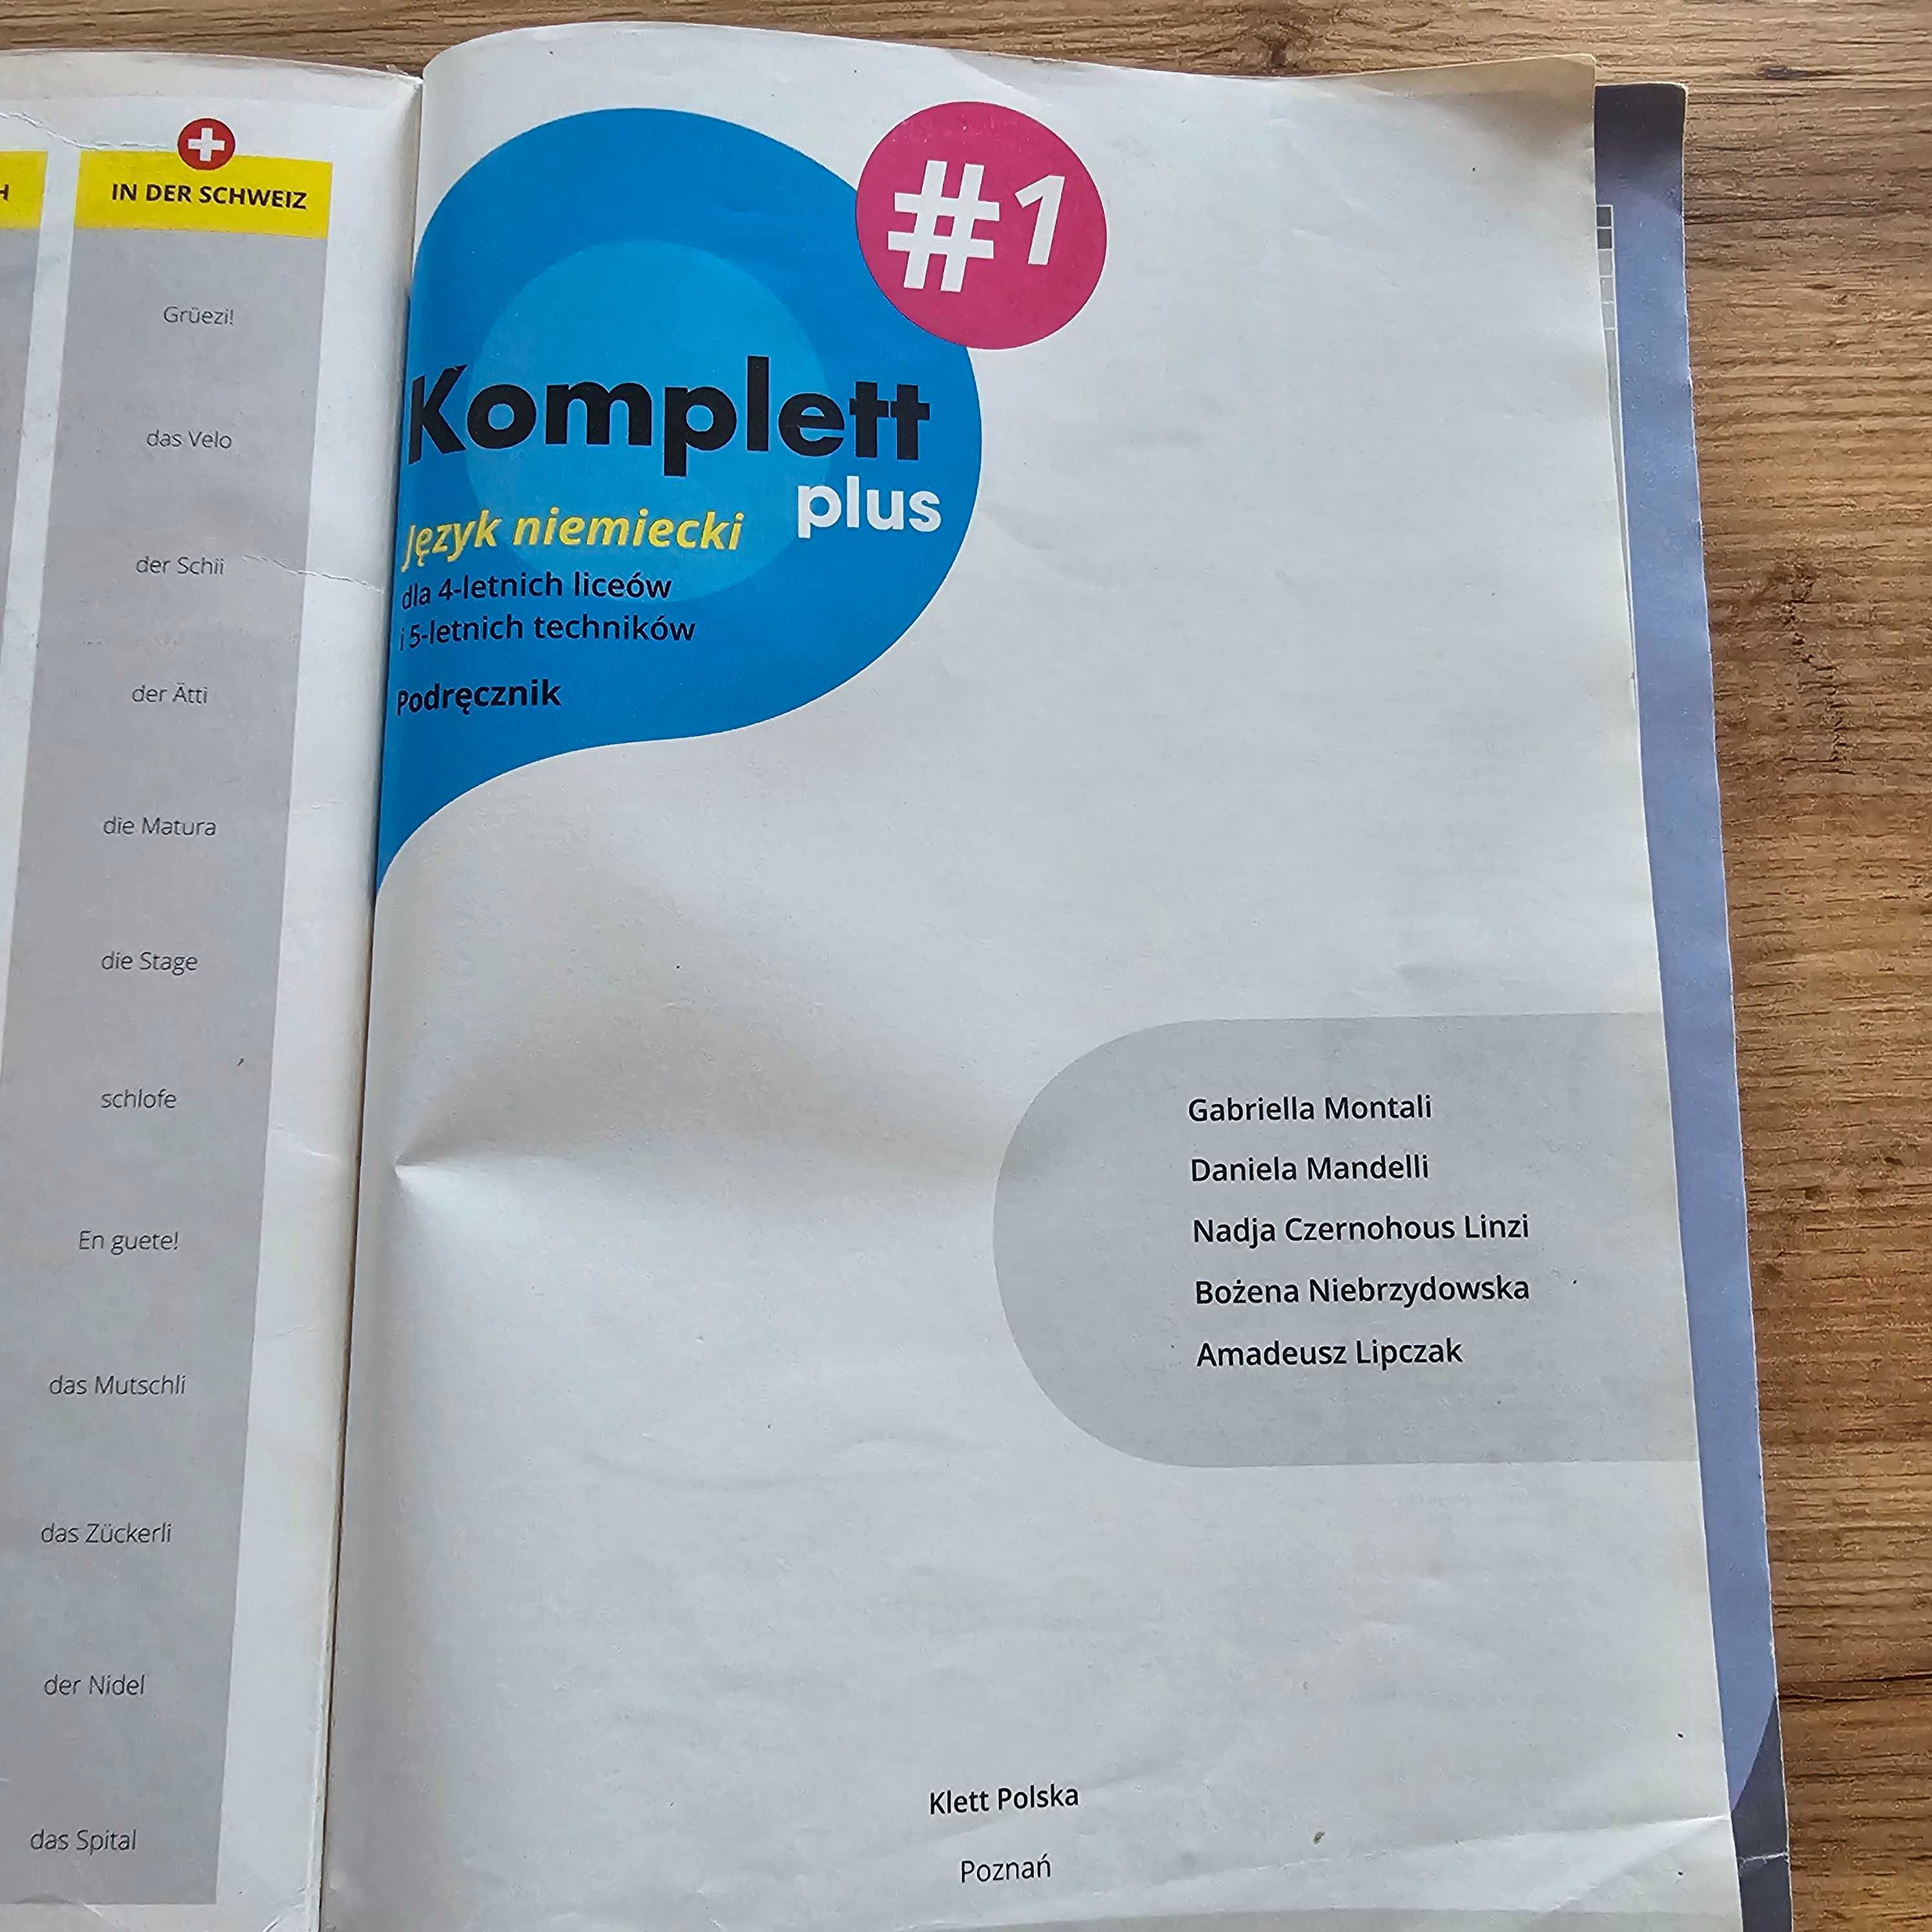 H
IN DER SCHWEIZ
Grüezi!
das Velo
der Schii
der Ätti
die Matura
die Stage
schlofe
En guete!
das Mutschli
das Zückerli
der Nidel
das Spital
#1
Komplett
plus
Język niemiecki
dla 4-letnich liceów
i 5-letnich techników
Podręcznik
Gabriella Montali
Daniela Mandelli
Nadja Czernohous Linzi
Bożena Niebrzydowska
Amadeusz Lipczak
Klett Polska
Poznań